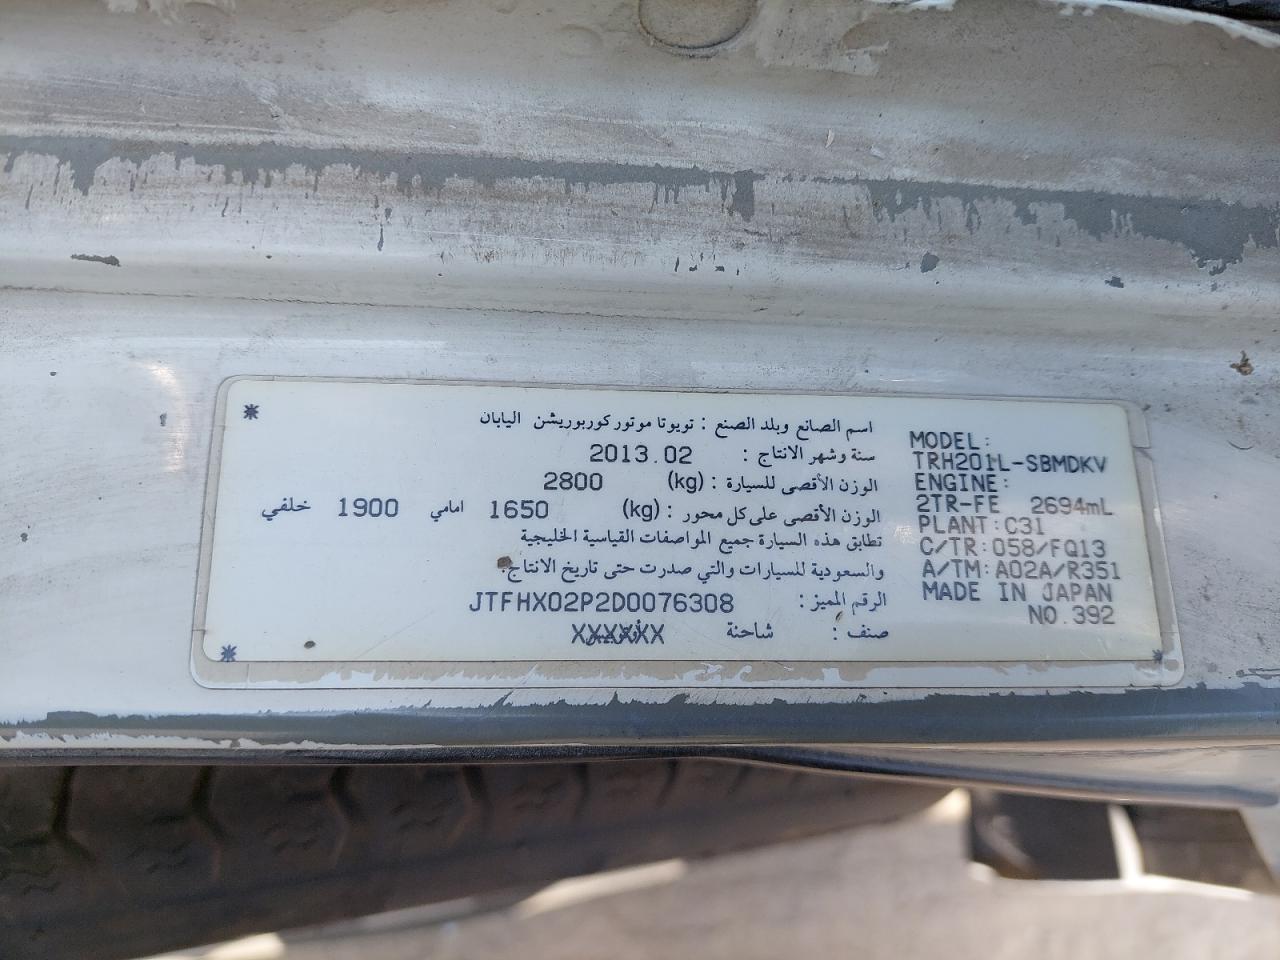 اسم الصانع وبلد الصنع : تويوتا موتور كوربوريشن اليابان
سنة وشهر الانتاج : 2013.02
الوزن الأقصى للسيارة : (kg) 2800
الوزن الأقصى على كل محور : (kg) 1650 امامي 1900 خلفي
تطابق هذه السيارة جميع المواصفات القياسية الخليجية
والسعودية للسيارات والتي صدرت حتى تاريخ الانتاج.
الرقم المميز : JTFHX02P2D0076308
صنف : شاحنة XXXXXX
MODEL:
TRH201L-SBMDKV
ENGINE:
2TR-FE 2694mL
PLANT:C31
C/TR:058/FQ13
A/TM:A02A/R351
MADE IN JAPAN
NO.392